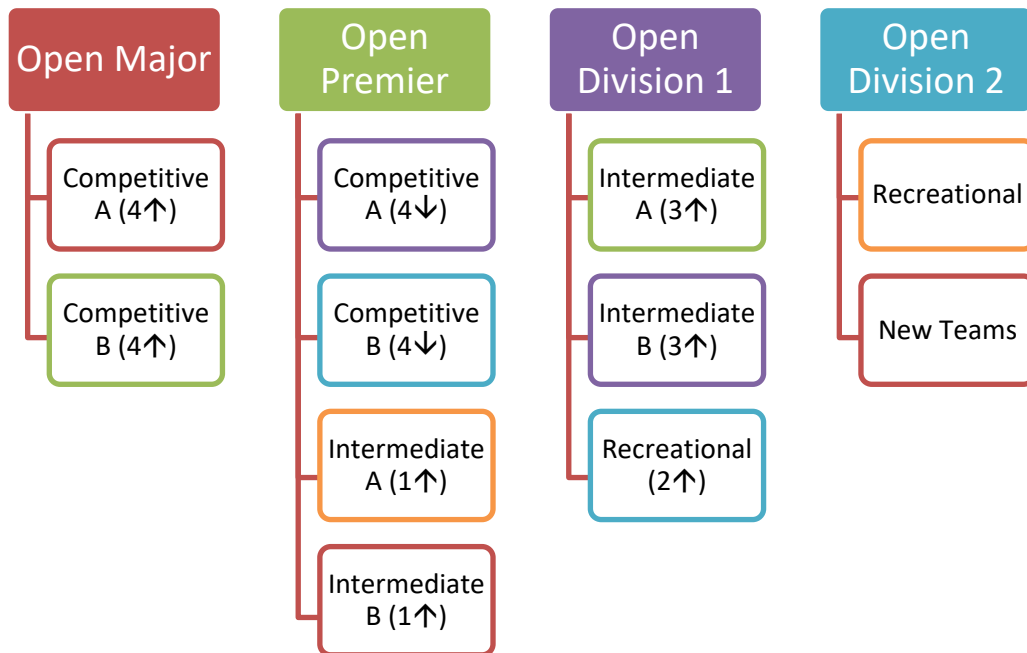 Open Major
Competitive
A (4↑)
Competitive
B (4↑)
Open
Premier
Competitive
A (4↓)
Competitive
B (4↓)
Intermediate
A (1↑)
Intermediate
B (1↑)
Open
Division 1
Intermediate
A (3↑)
Intermediate
B (3↑)
Recreational
(2↑)
Open
Division 2
Recreational
New Teams